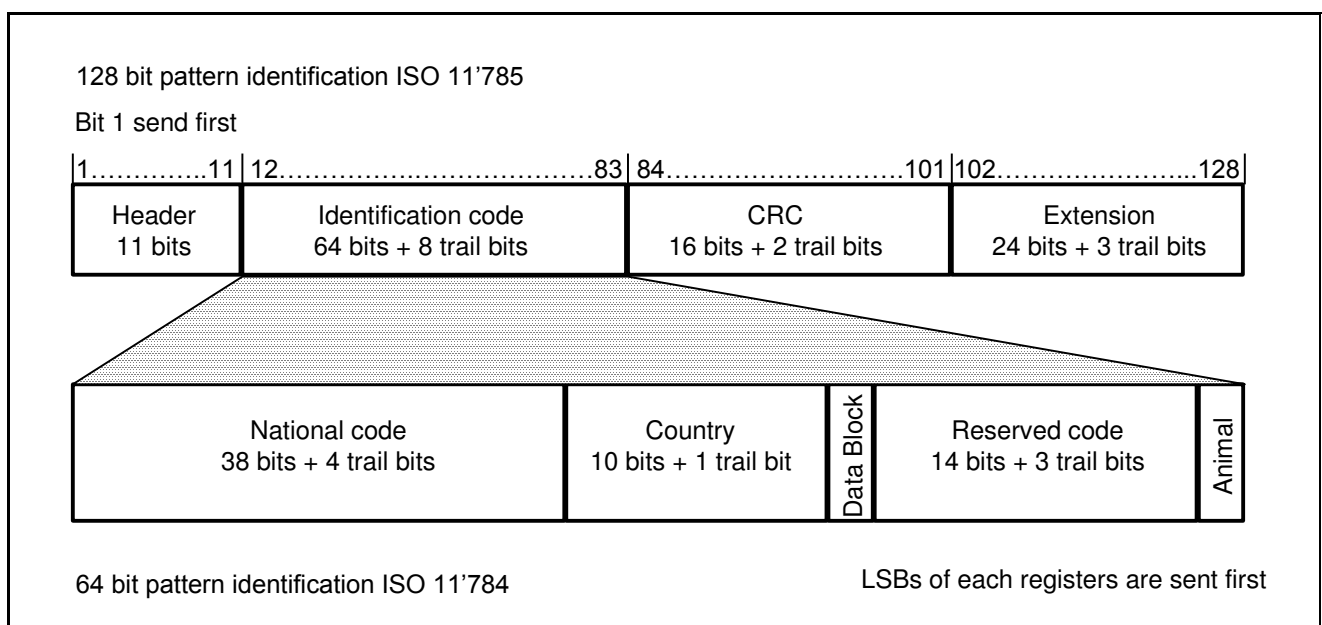 128 bit pattern identification ISO 11'785
Bit 1 send first
1…………..11 12……………..…………………83 84……………………….101 102…………………...128
Header
11 bits
Identification code
64 bits + 8 trail bits
CRC
16 bits + 2 trail bits
Extension
24 bits + 3 trail bits
National code
38 bits + 4 trail bits
Country
10 bits + 1 trail bit
Data Block
Reserved code
14 bits + 3 trail bits
Animal
64 bit pattern identification ISO 11'784
LSBs of each registers are sent first